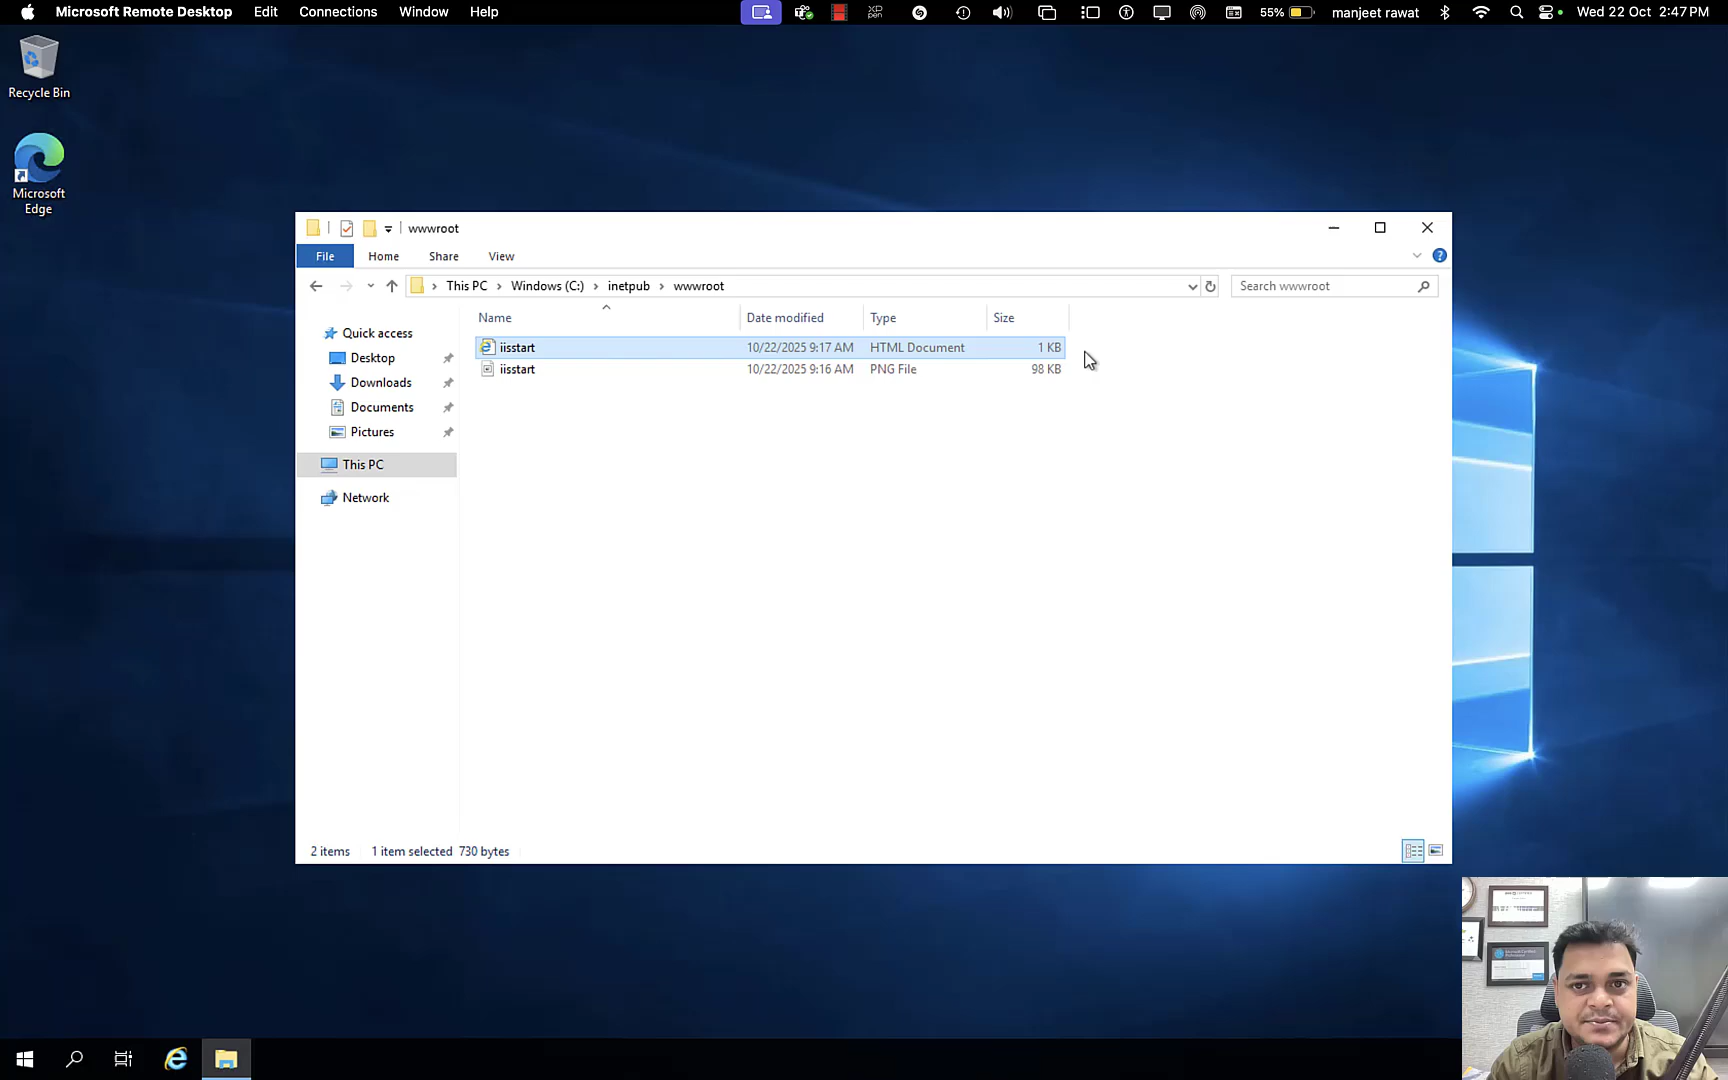 Microsoft Remote Desktop Edit Connections Window Help XP pen 55% manjeet rawat Wed 22 Oct 2:47 PM
Recycle Bin
Microsoft
Edge
wwwroot
File Home Share View
This PC Windows (C:) inetpub wwwroot Search wwwroot
Name Date modified Type Size
Quick access
Desktop
Downloads
Documents
Pictures
This PC
Network
iisstart 10/22/2025 9:17 AM HTML Document 1 KB
iisstart 10/22/2025 9:16 AM PNG File 98 KB
2 items 1 item selected 730 bytes